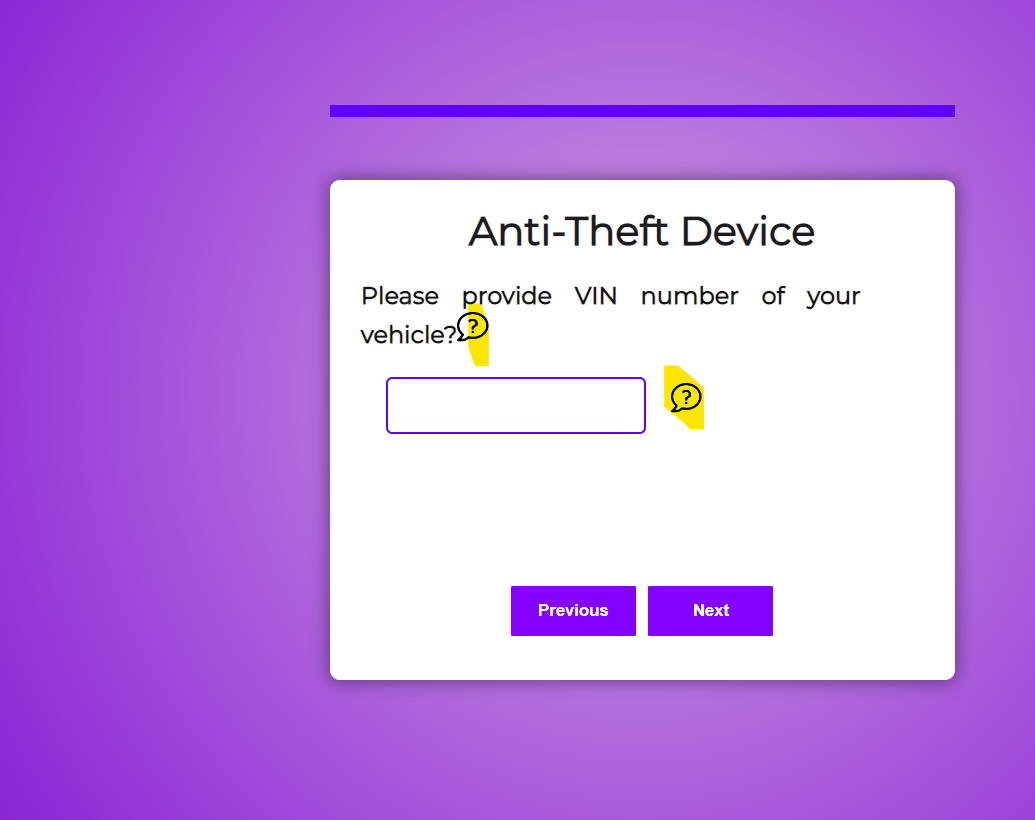 Anti-Theft Device
Please provide VIN number of your
vehicle??
?
Previous Next